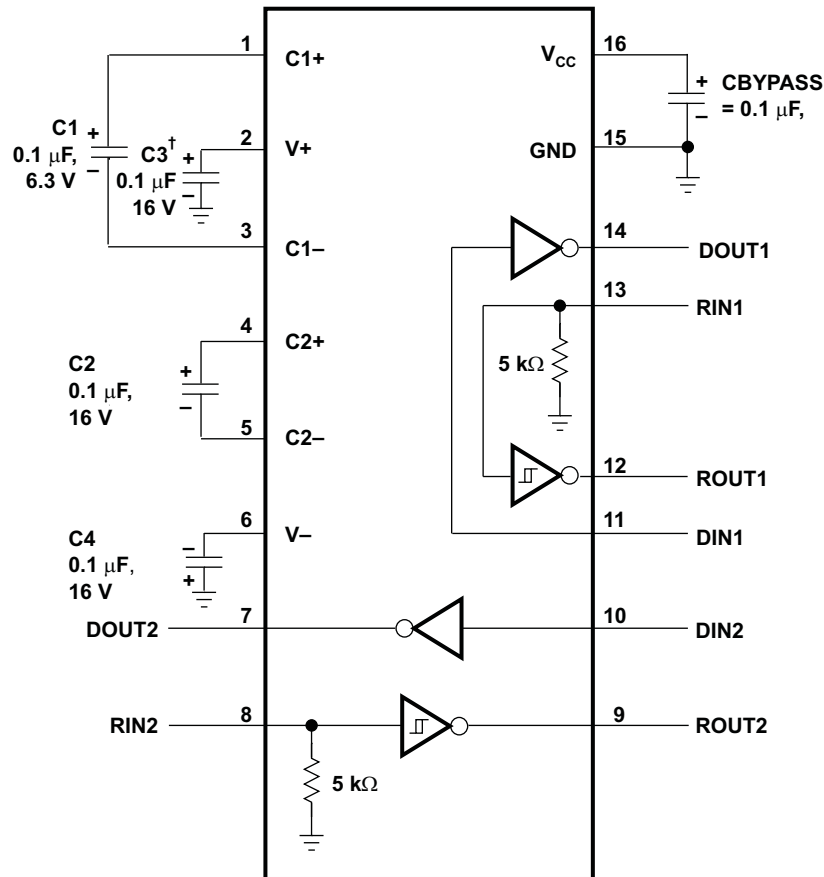 1
C1+
VCC
16
CBYPASS
= 0.1 μF,
C1
0.1 μF,
6.3 V
+
–
2
V+
C3†
0.1 μF
16 V
+
–
+
–
GND
15
3
C1–
14
DOUT1
13
RIN1
4
C2+
C2
0.1 μF,
16 V
+
–
5 kΩ
5
C2–
12
ROUT1
11
DIN1
6
V–
C4
0.1 μF,
16 V
–
+
DOUT2
7
10
DIN2
RIN2
8
9
ROUT2
5 kΩ